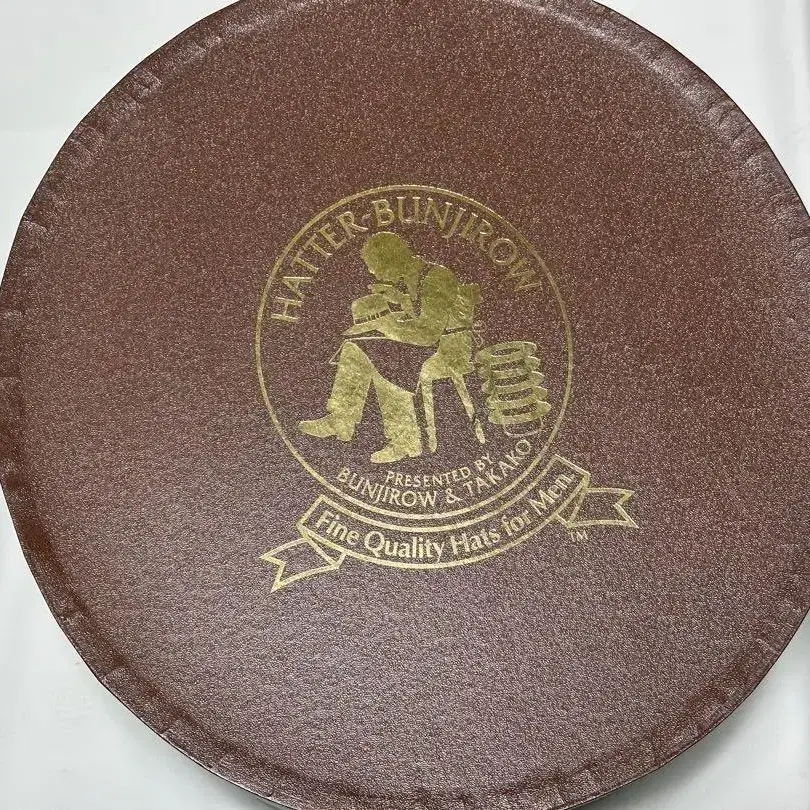 HATTER-BUNJIROW
PRESENTED BY
BUNJIROW & TAKAKO
Fine Quality Hats for Men.
TM